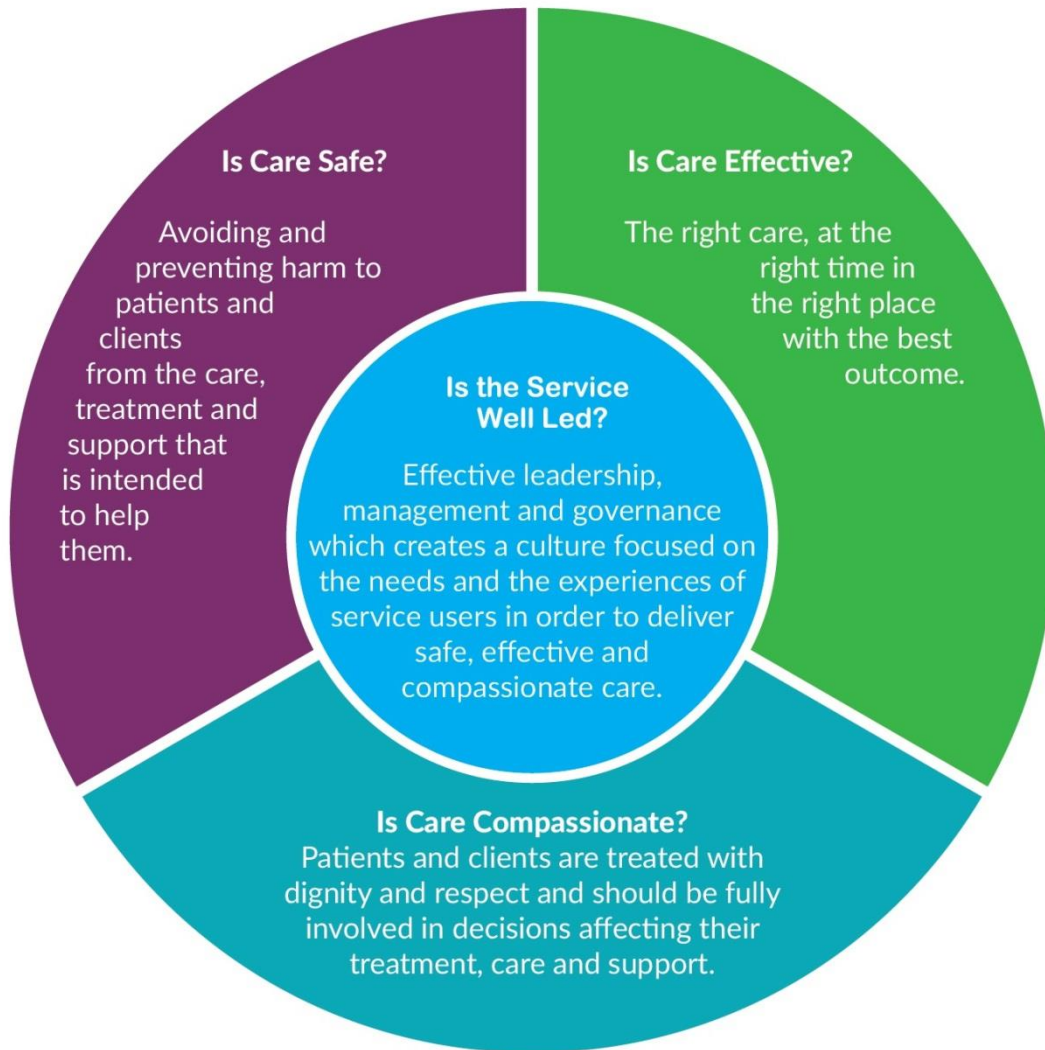 Is Care Safe?
Avoiding and
preventing harm to
patients and
clients
from the care,
treatment and
support that
is intended
to help
them.
Is Care Effective?
The right care, at the
right time in
the right place
with the best
outcome.
Is the Service
Well Led?
Effective leadership,
management and governance
which creates a culture focused on
the needs and the experiences of
service users in order to deliver
safe, effective and
compassionate care.
Is Care Compassionate?
Patients and clients are treated with
dignity and respect and should be fully
involved in decisions affecting their
treatment, care and support.